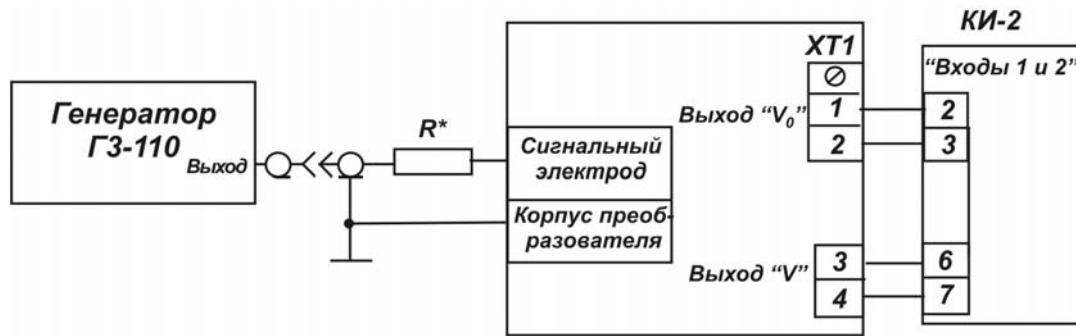 КИ-2
ХТ1
"Входы 1 и 2"
Генератор
Г3-110
Выход
R*
Сигнальный
электрод
Корпус преоб-
разователя
Выход "V₀"
1
2
2
3
Выход "V"
3
4
6
7